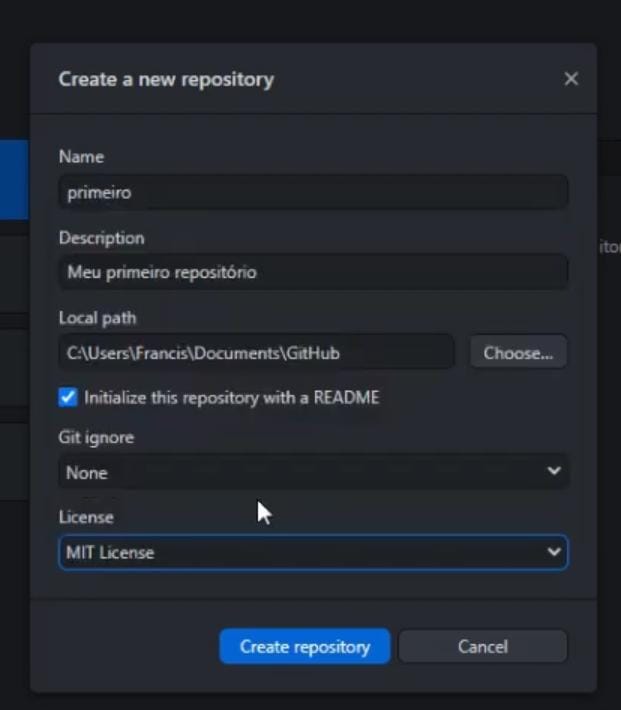 Create a new repository
Name
primeiro
Description
Meu primeiro repositório
Local path
C:\Users\Francis\Documents\GitHub
Choose...
Initialize this repository with a README
Git ignore
None
License
MIT License
Create repository
Cancel